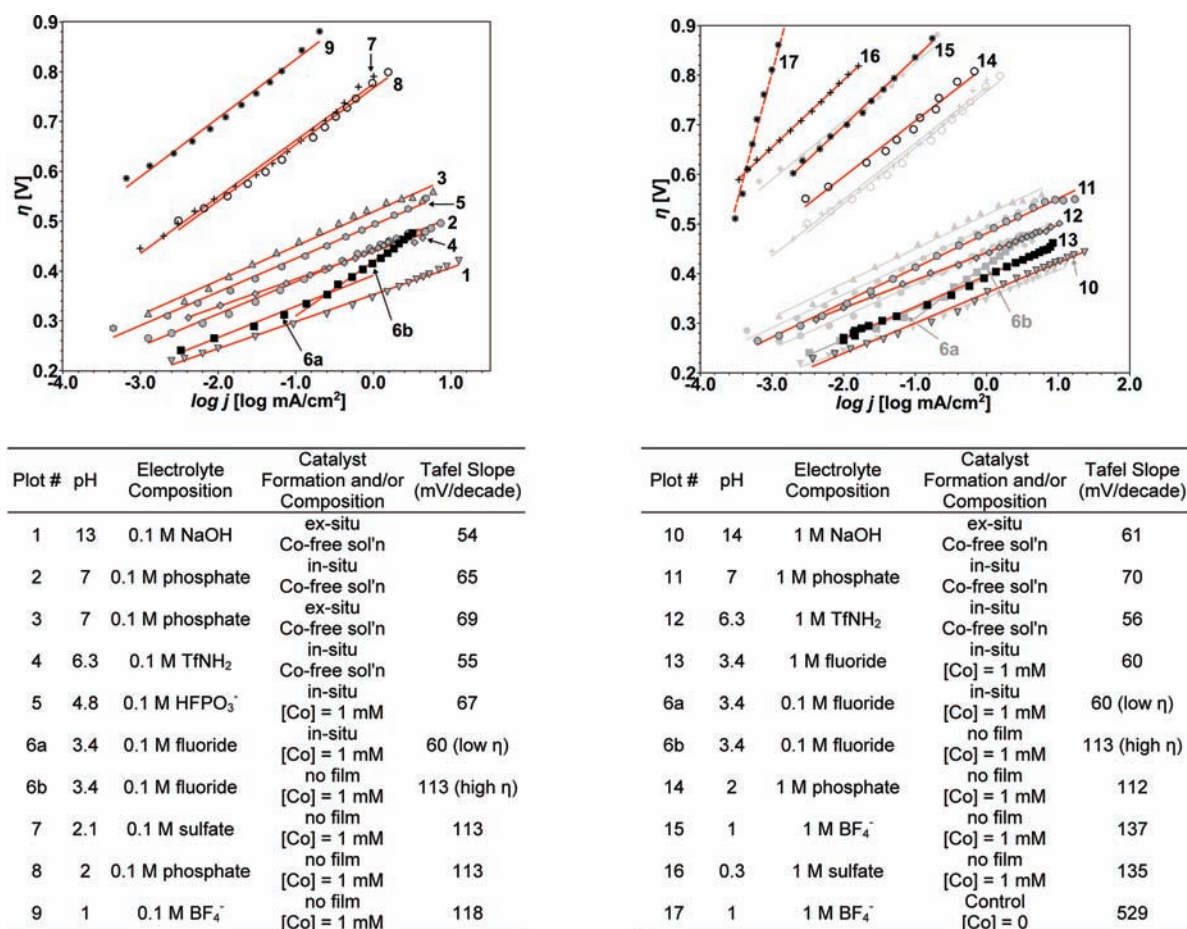 0.9
0.8
0.7
0.6
0.5
0.4
0.3
0.2
η [V]
-4.0 -3.0 -2.0 -1.0 0.0 1.0
log j [log mA/cm²]
9
7
8
3
5
2
4
1
6b
6a
0.9
0.8
0.7
0.6
0.5
0.4
0.3
0.2
η [V]
-4.0 -3.0 -2.0 -1.0 0.0 1.0 2.0
log j [log mA/cm²]
17
16
15
14
11
12
13
10
6b
6a
Plot # pH Electrolyte Composition Catalyst Formation and/or Composition Tafel Slope (mV/decade)
1 13 0.1 M NaOH ex-situ Co-free sol'n 54
2 7 0.1 M phosphate in-situ Co-free sol'n 65
3 7 0.1 M phosphate ex-situ Co-free sol'n 69
4 6.3 0.1 M TfNH₂ in-situ Co-free sol'n 55
5 4.8 0.1 M HFPO₃⁻ in-situ [Co] = 1 mM 67
6a 3.4 0.1 M fluoride in-situ [Co] = 1 mM 60 (low η)
6b 3.4 0.1 M fluoride no film [Co] = 1 mM 113 (high η)
7 2.1 0.1 M sulfate no film [Co] = 1 mM 113
8 2 0.1 M phosphate no film [Co] = 1 mM 113
9 1 0.1 M BF₄⁻ no film [Co] = 1 mM 118
Plot # pH Electrolyte Composition Catalyst Formation and/or Composition Tafel Slope (mV/decade)
10 14 1 M NaOH ex-situ Co-free sol'n 61
11 7 1 M phosphate in-situ Co-free sol'n 70
12 6.3 1 M TfNH₂ in-situ Co-free sol'n 56
13 3.4 1 M fluoride in-situ [Co] = 1 mM 60
6a 3.4 0.1 M fluoride in-situ [Co] = 1 mM 60 (low η)
6b 3.4 0.1 M fluoride no film [Co] = 1 mM 113 (high η)
14 2 1 M phosphate no film [Co] = 1 mM 112
15 1 1 M BF₄⁻ no film [Co] = 1 mM 137
16 0.3 1 M sulfate no film [Co] = 1 mM 135
17 1 1 M BF₄⁻ Control [Co] = 0 529